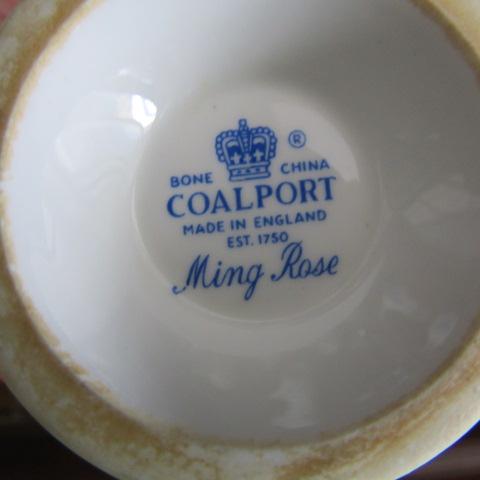 ®
BONE CHINA
COALPORT
MADE IN ENGLAND
EST. 1750
Ming Rose